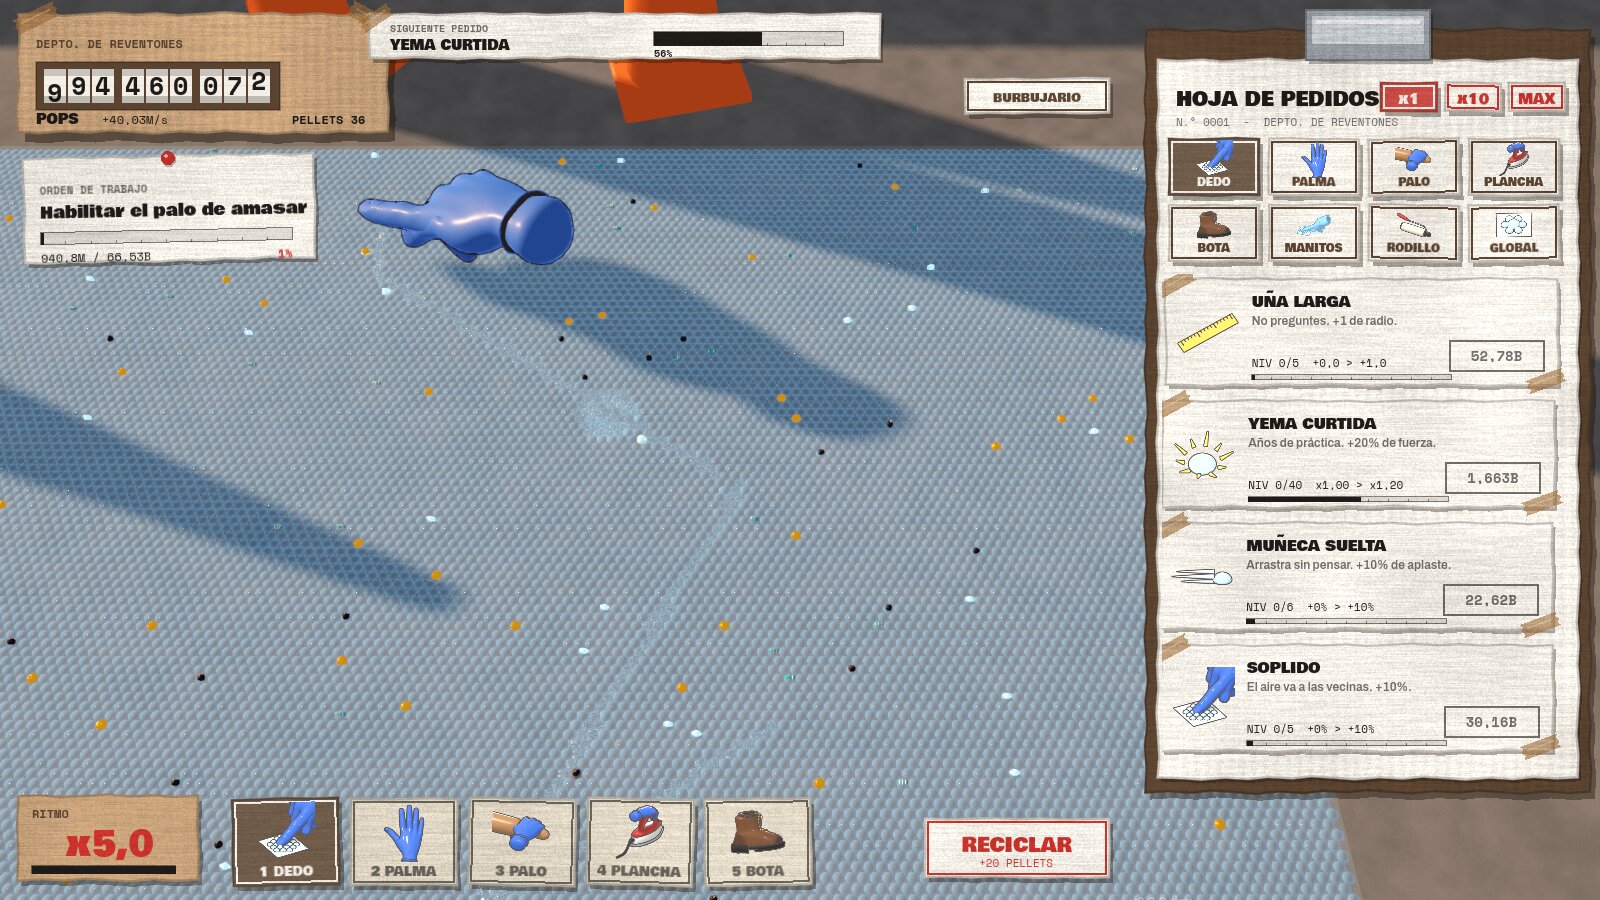 DEPTO. DE REVENTONES
994 460 072
POPS +40,03M/s PELLETS 36
SIGUIENTE PEDIDO
YEMA CURTIDA
56%
BURBUJARIO
ORDEN DE TRABAJO
Habilitar el palo de amasar
940,8M / 66,53B 1%
HOJA DE PEDIDOS x1 x10 MAX
N.° 0001 - DEPTO. DE REVENTONES
DEDO PALMA PALO PLANCHA
BOTA MANITOS RODILLO GLOBAL
UÑA LARGA
No preguntes. +1 de radio.
NIV 0/5 +0,0 > +1,0 52,78B
YEMA CURTIDA
Años de práctica. +20% de fuerza.
NIV 0/40 x1,00 > x1,20 1,663B
MUÑECA SUELTA
Arrastra sin pensar. +10% de aplaste.
NIV 0/6 +0% > +10% 22,62B
SOPLIDO
El aire va a las vecinas. +10%.
NIV 0/5 +0% > +10% 30,16B
RITMO
x5,0
1 DEDO 2 PALMA 3 PALO 4 PLANCHA 5 BOTA
RECICLAR
+20 PELLETS